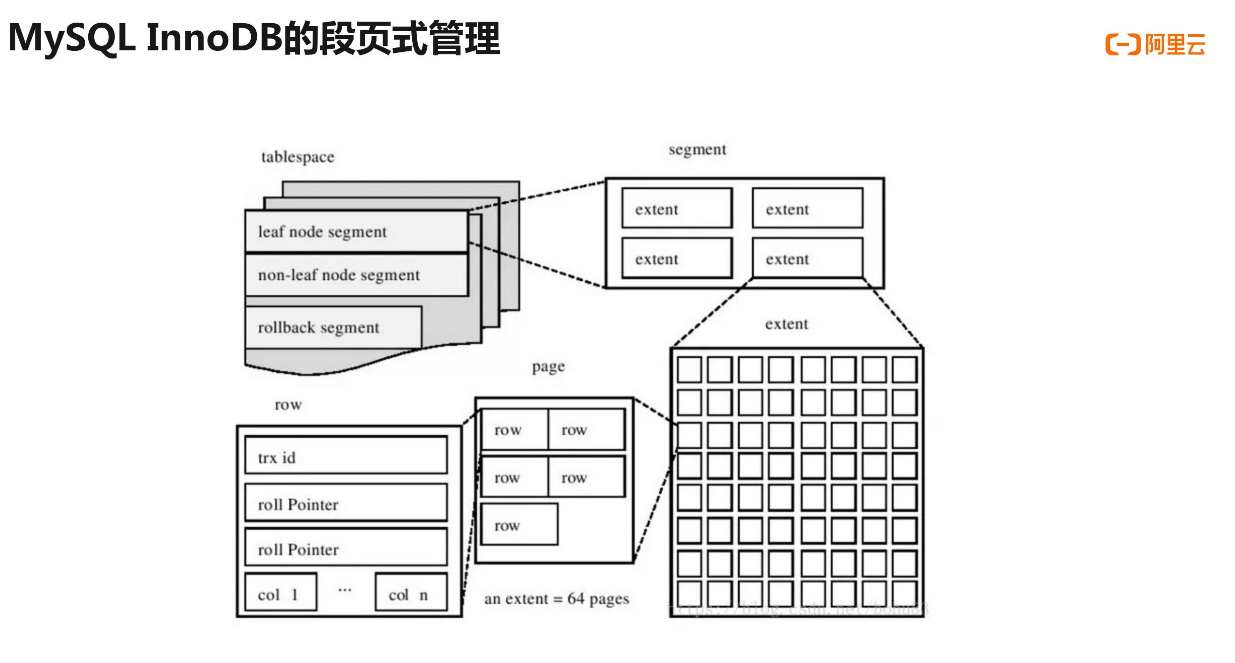 MySQL InnoDB的段页式管理
阿里云
tablespace
leaf node segment
non-leaf node segment
rollback segment
segment
extent
extent
extent
extent
extent
page
row
row
row
row
row
row
trx id
roll Pointer
roll Pointer
col 1
...
col n
an extent = 64 pages